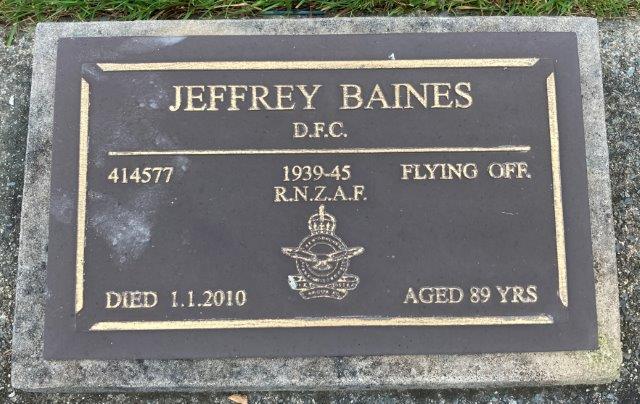 JEFFREY BAINES
D.F.C.
414577 1939-45 FLYING OFF.
R.N.Z.A.F.
DIED 1.1.2010 AGED 89 YRS